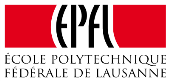 EPFL
ÉCOLE POLYTECHNIQUE
FÉDÉRALE DE LAUSANNE